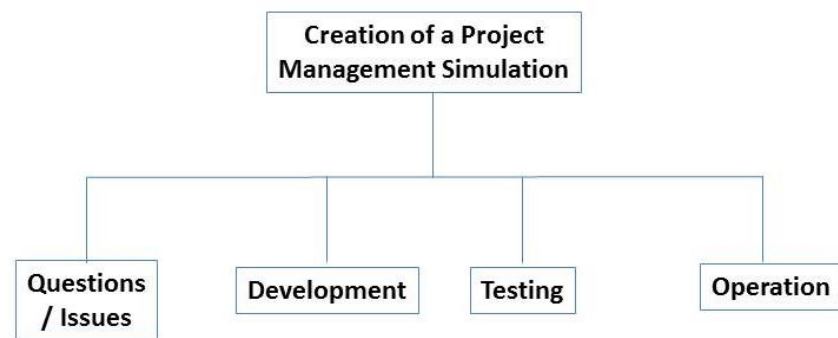 Creation of a Project
Management Simulation
Questions
/ Issues
Development
Testing
Operation